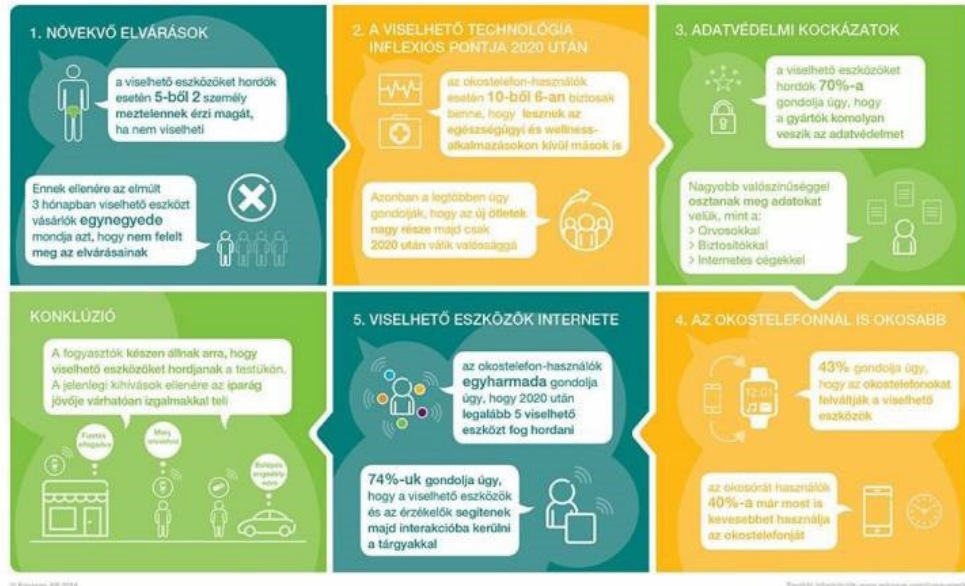 1. NÖVEKVŐ ELVÁRÁSOK
a viselhető eszközöket hordók
esetén 5-ből 2 személy
meztelennek érzi magát,
ha nem viselheti
Ennek ellenére az elmúlt
3 hónapban viselhető eszközt
vásárlók egynegyede
mondja azt, hogy nem felelt
meg az elvárásainak
2. A VISELHETŐ TECHNOLÓGIA
INFLEXIÓS PONTJA 2020 UTÁN
az okostelefon-használók
esetén 10-ből 6-an biztosak
benne, hogy lesznek az
egészségügyi és wellness-
alkalmazásokon kívül mások is
Azonban a legtöbben úgy
gondolják, hogy az új ötletek
nagy része majd csak
2020 után válik valósággá
3. ADATVÉDELMI KOCKÁZATOK
a viselhető eszközöket
hordók 70%-a
gondolja úgy, hogy
a gyártók komolyan
veszik az adatvédelmet
Nagyobb valószínűséggel
osztanak meg adatokat
velük, mint a:
> Orvosokkal
> Biztosítókkal
> Internetes cégekkel
4. AZ OKOSTELEFONNÁL IS OKOSABB
43% gondolja úgy,
hogy az okostelefonokat
felváltják a viselhető
eszközök
12:01
az okosórát használók
40%-a már most is
kevesebbet használja
az okostelefonját
5. VISELHETŐ ESZKÖZÖK INTERNETE
az okostelefon-használók
egyharmada gondolja
úgy, hogy 2020 után
legalább 5 viselhető
eszközt fog hordani
74%-uk gondolja úgy,
hogy a viselhető eszközök
és az érzékelők segítenek
majd interakcióba kerülni
a tárgyakkal
KONKLÚZIÓ
A fogyasztók készen állnak arra, hogy
viselhető eszközöket hordjanak a testükön.
A jelenlegi kihívások ellenére az iparág
jövője várhatóan izgalmakkal teli
Fizetés
elfogadva
Menj
orvoshoz
Belépés